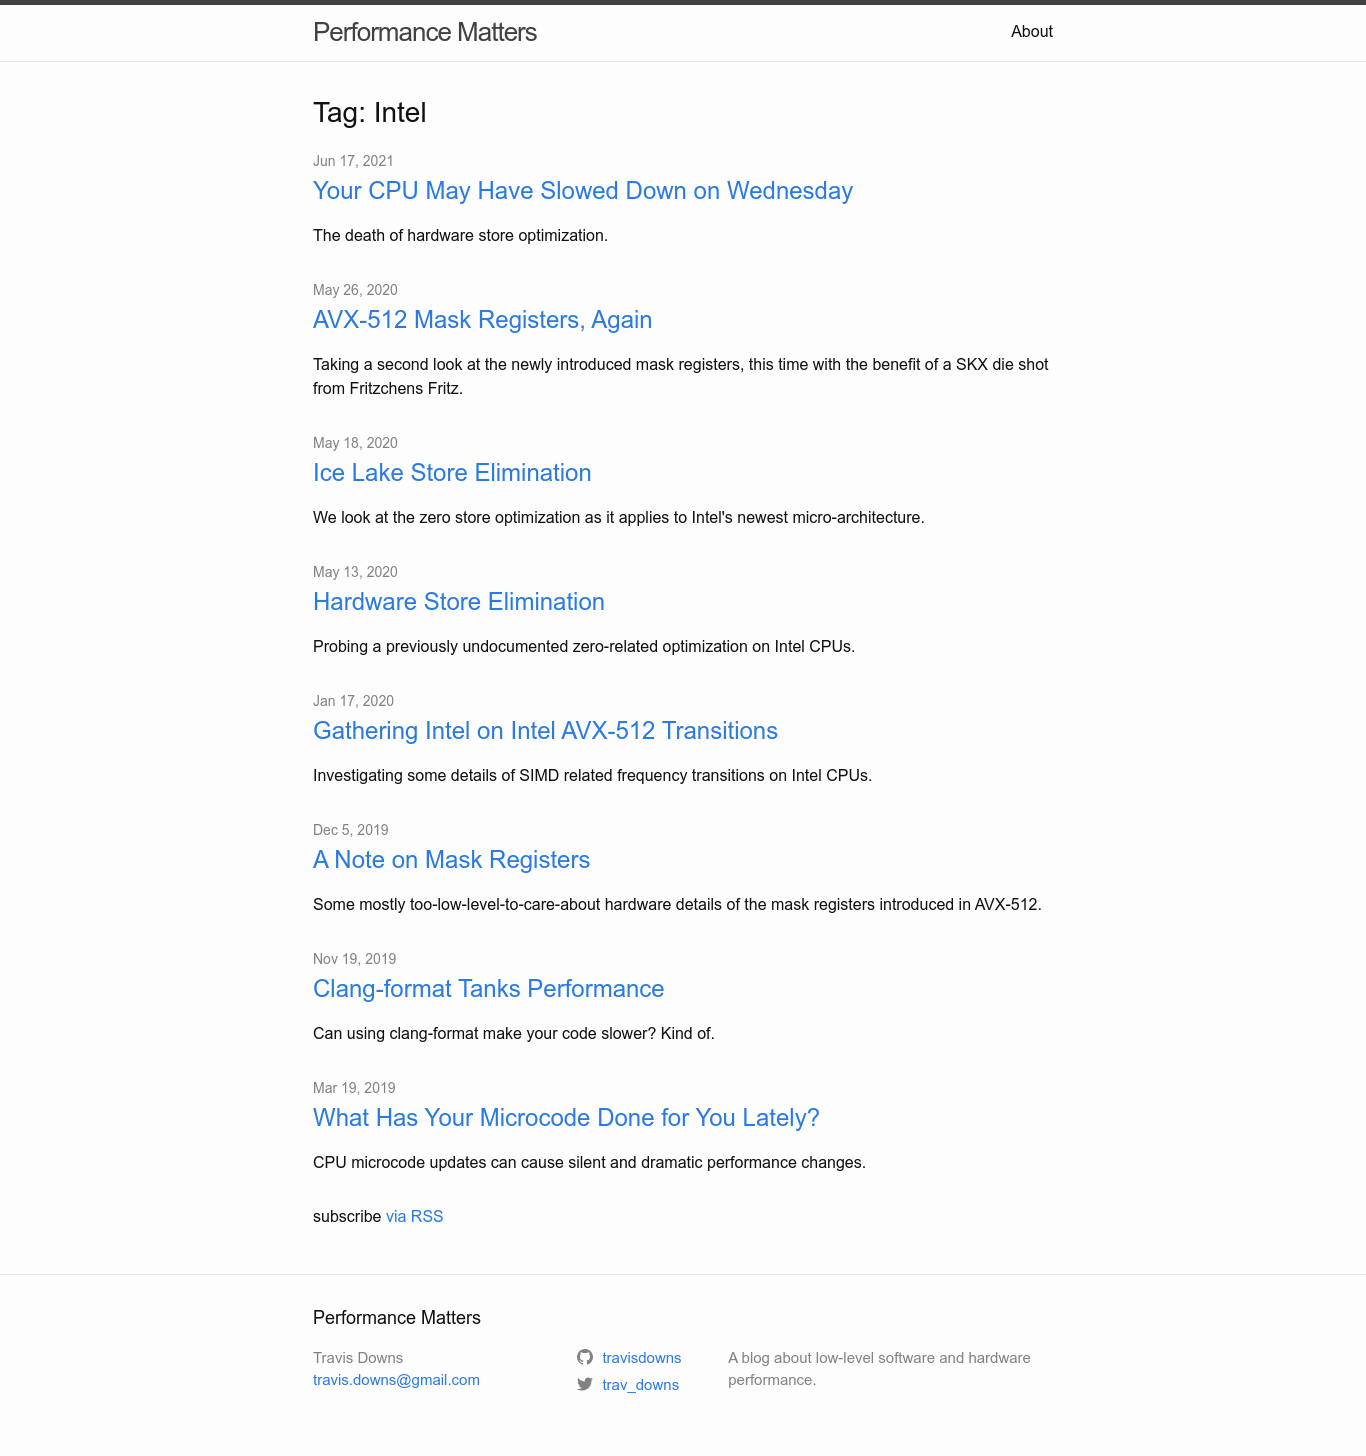 Performance Matters
About
Tag: Intel
Jun 17, 2021
Your CPU May Have Slowed Down on Wednesday
The death of hardware store optimization.
May 26, 2020
AVX-512 Mask Registers, Again
Taking a second look at the newly introduced mask registers, this time with the benefit of a SKX die shot
from Fritzchens Fritz.
May 18, 2020
Ice Lake Store Elimination
We look at the zero store optimization as it applies to Intel's newest micro-architecture.
May 13, 2020
Hardware Store Elimination
Probing a previously undocumented zero-related optimization on Intel CPUs.
Jan 17, 2020
Gathering Intel on Intel AVX-512 Transitions
Investigating some details of SIMD related frequency transitions on Intel CPUs.
Dec 5, 2019
A Note on Mask Registers
Some mostly too-low-level-to-care-about hardware details of the mask registers introduced in AVX-512.
Nov 19, 2019
Clang-format Tanks Performance
Can using clang-format make your code slower? Kind of.
Mar 19, 2019
What Has Your Microcode Done for You Lately?
CPU microcode updates can cause silent and dramatic performance changes.
subscribe via RSS
Performance Matters
Travis Downs
travis.downs@gmail.com
travisdowns
trav_downs
A blog about low-level software and hardware
performance.